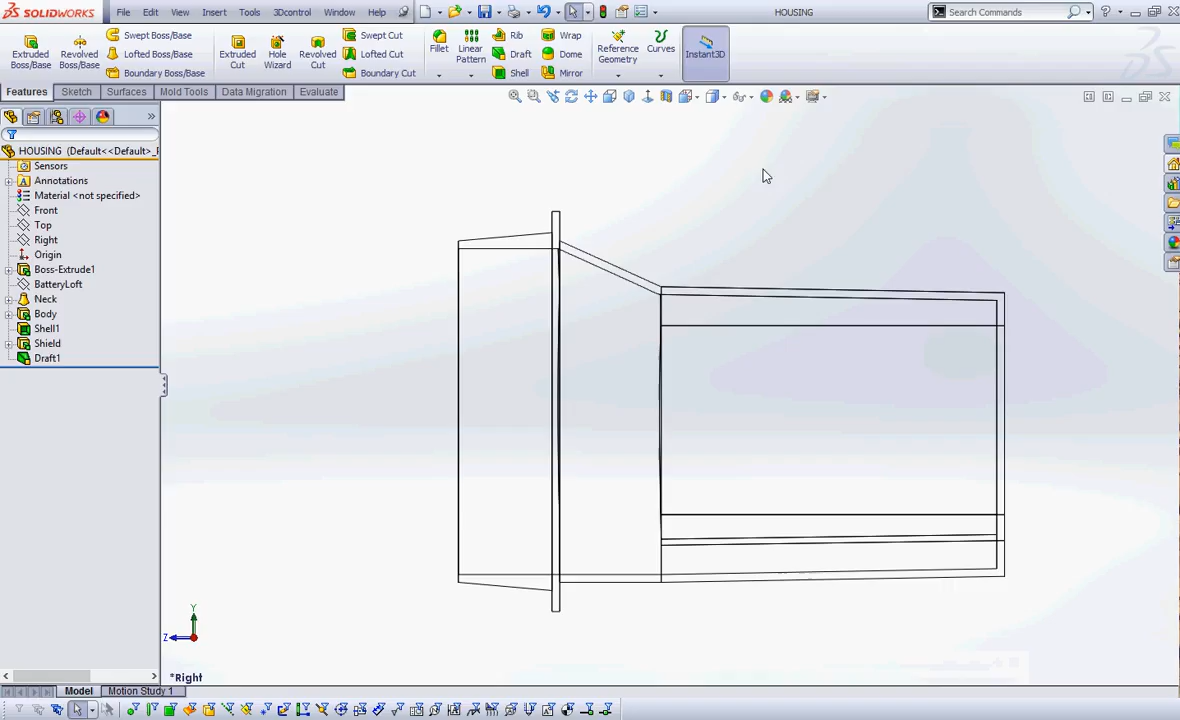 SOLIDWORKS File Edit View Insert Tools 3Dcontrol Window Help HOUSING Search Commands
Extruded Boss/Base
Revolved Boss/Base
Swept Boss/Base
Lofted Boss/Base
Boundary Boss/Base
Extruded Cut
Hole Wizard
Revolved Cut
Swept Cut
Lofted Cut
Boundary Cut
Fillet
Linear Pattern
Rib
Draft
Shell
Wrap
Dome
Mirror
Reference Geometry
Curves
Instant3D
Features Sketch Surfaces Mold Tools Data Migration Evaluate
HOUSING (Default<<Default>_
Sensors
Annotations
Material <not specified>
Front
Top
Right
Origin
Boss-Extrude1
BatteryLoft
Neck
Body
Shell1
Shield
Draft1
Y
Z
*Right
Model Motion Study 1